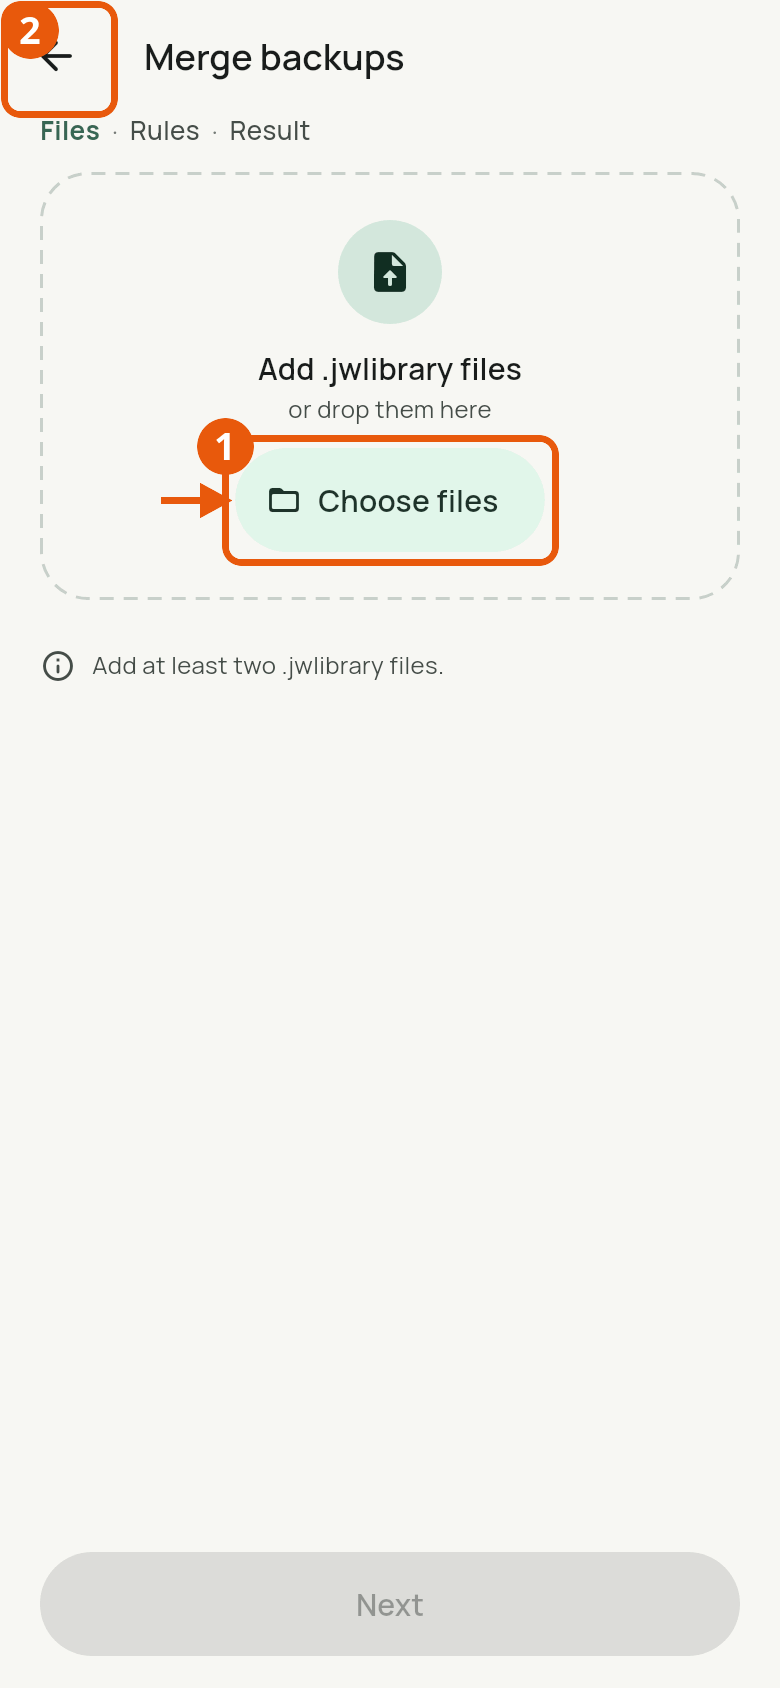 2
Merge backups
Files · Rules · Result
Add .jwlibrary files
or drop them here
1
Choose files
Add at least two .jwlibrary files.
Next